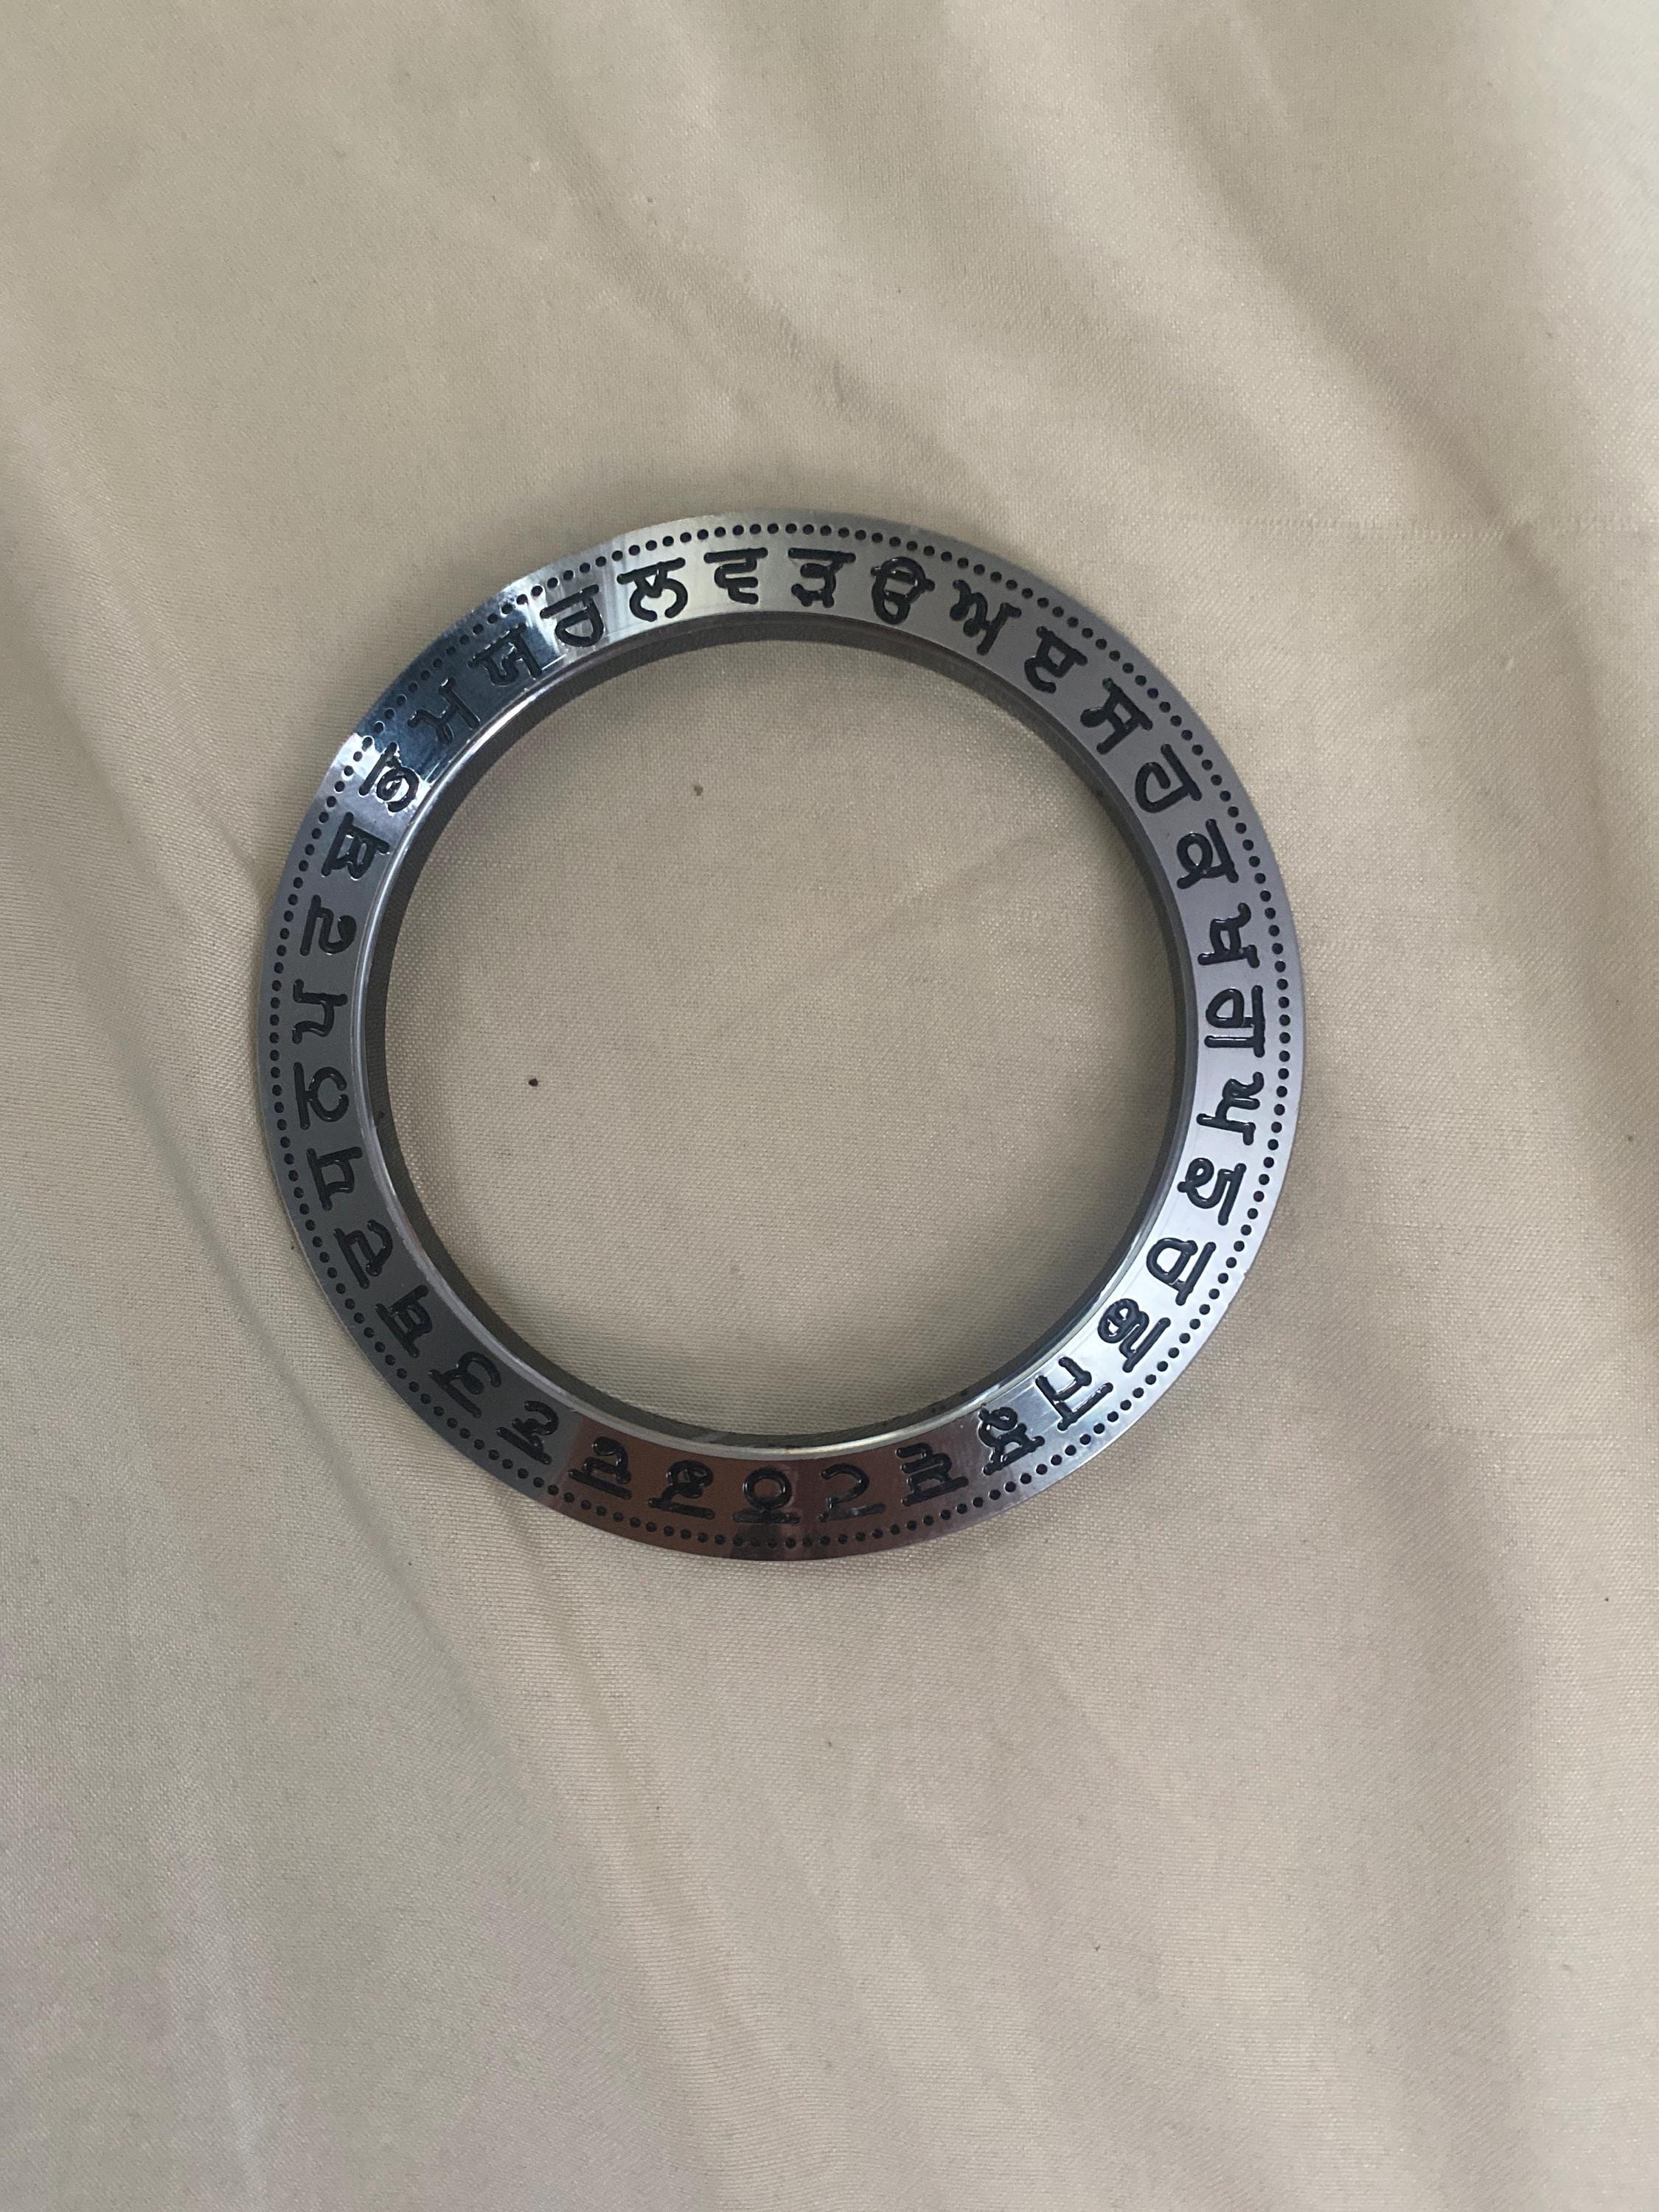 ੳ ਅ ੲ ਸ ਹ ਕ ਖ ਗ ਘ ਙ ਚ ਛ ਜ ਝ ਞ ਟ ਠ ਡ ਢ ਣ ਤ ਥ ਦ ਧ ਨ ਪ ਫ ਬ ਭ ਮ ਯ ਰ ਲ ਵ ੜ